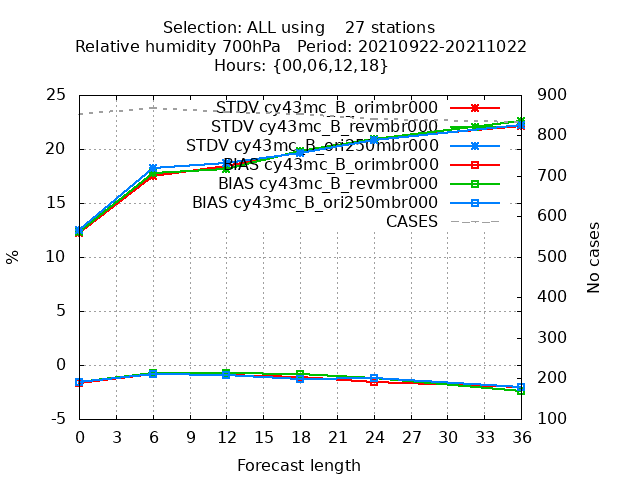 Selection: ALL using    27 stations
Relative humidity 700hPa   Period: 20210922-20211022
Hours: {00,06,12,18}
STDV cy43mc_B_orimbr000
STDV cy43mc_B_revmbr000
STDV cy43mc_B_ori250mbr000
BIAS cy43mc_B_orimbr000
BIAS cy43mc_B_revmbr000
BIAS cy43mc_B_ori250mbr000
CASES
25
20
15
10
5
0
-5
%
900
800
700
600
500
400
300
200
100
No cases
0 3 6 9 12 15 18 21 24 27 30 33 36
Forecast length